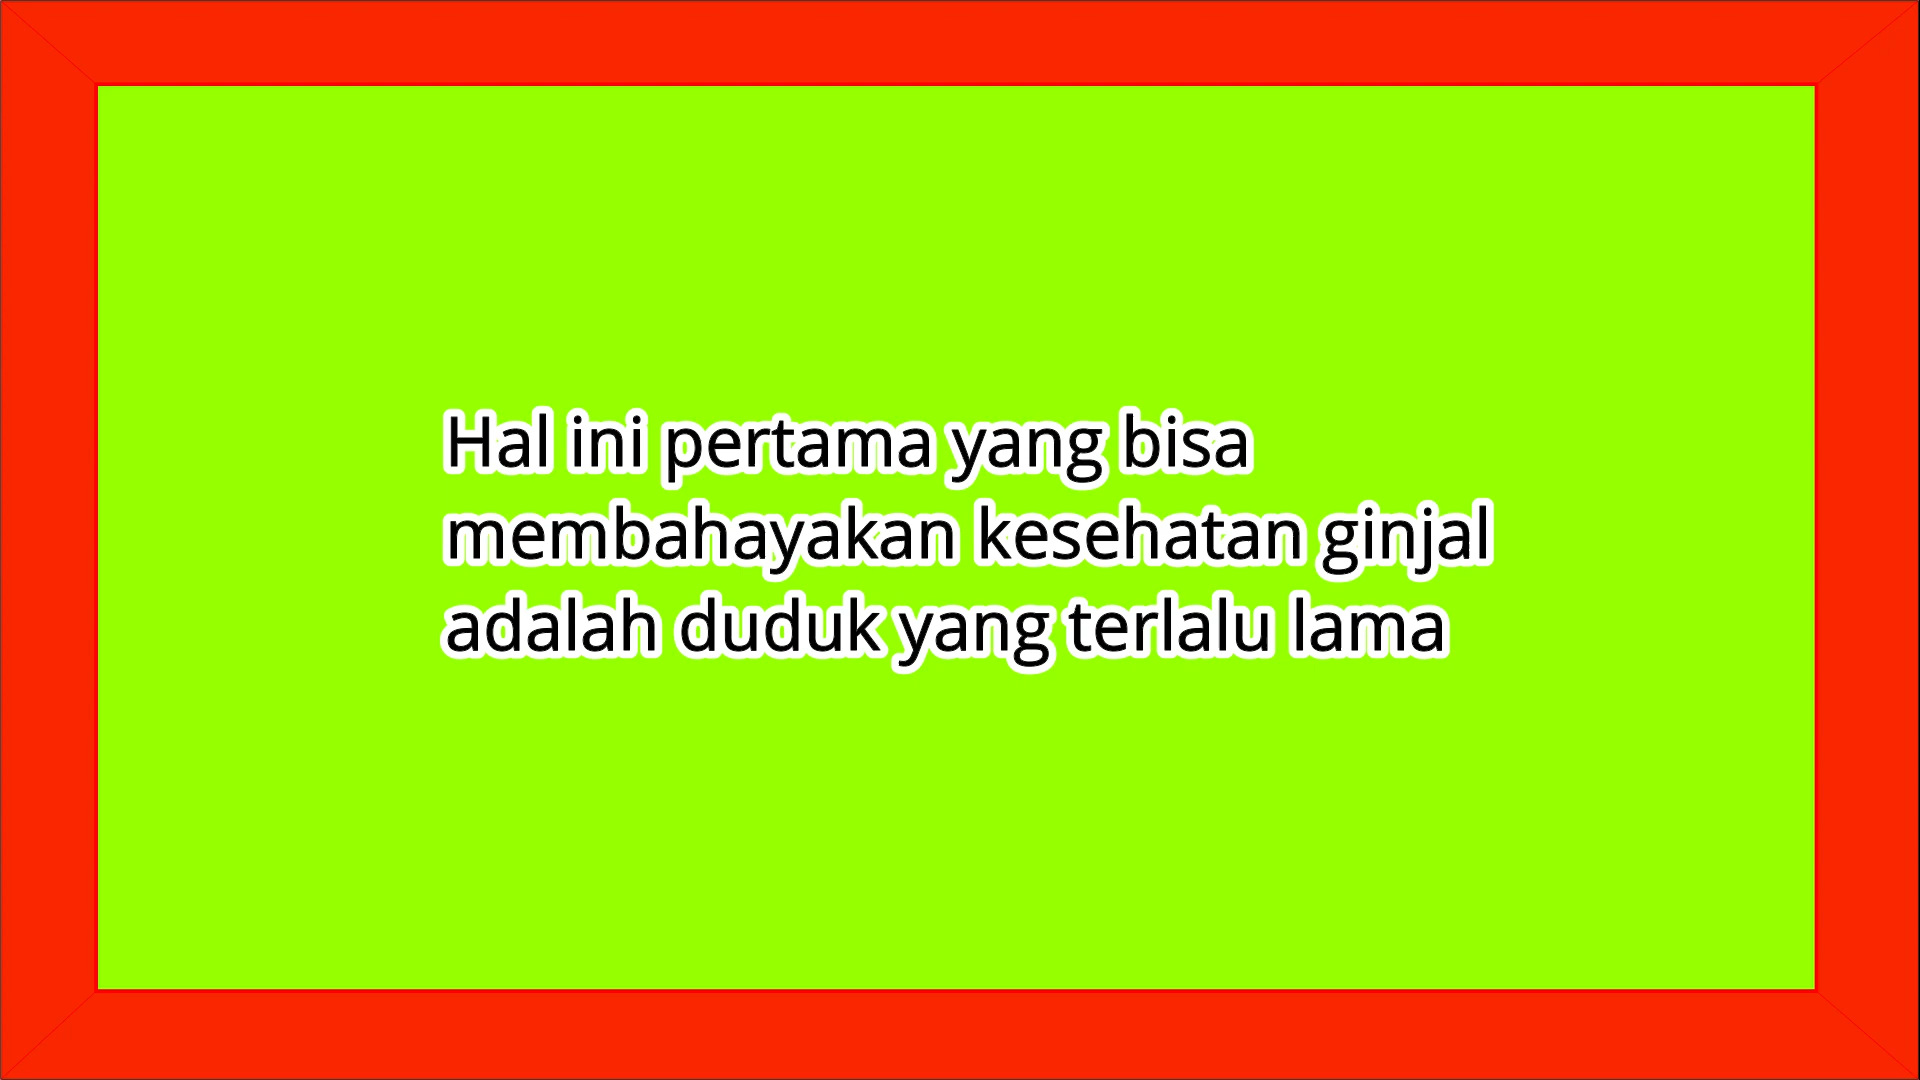 Hal ini pertama yang bisa
membahayakan kesehatan ginjal
adalah duduk yang terlalu lama